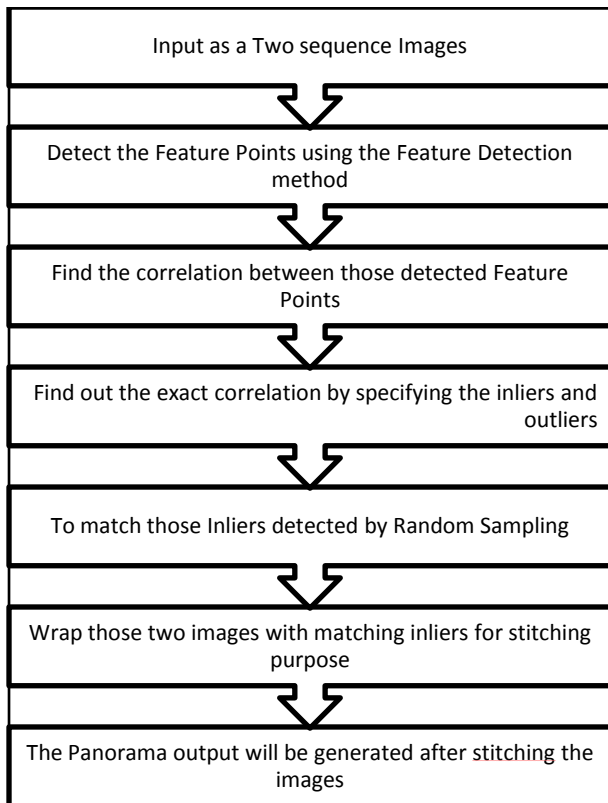 Input as a Two sequence Images
Detect the Feature Points using the Feature Detection
method
Find the correlation between those detected Feature
Points
Find out the exact correlation by specifying the inliers and
outliers
To match those Inliers detected by Random Sampling
Wrap those two images with matching inliers for stitching
purpose
The Panorama output will be generated after stitching the
images